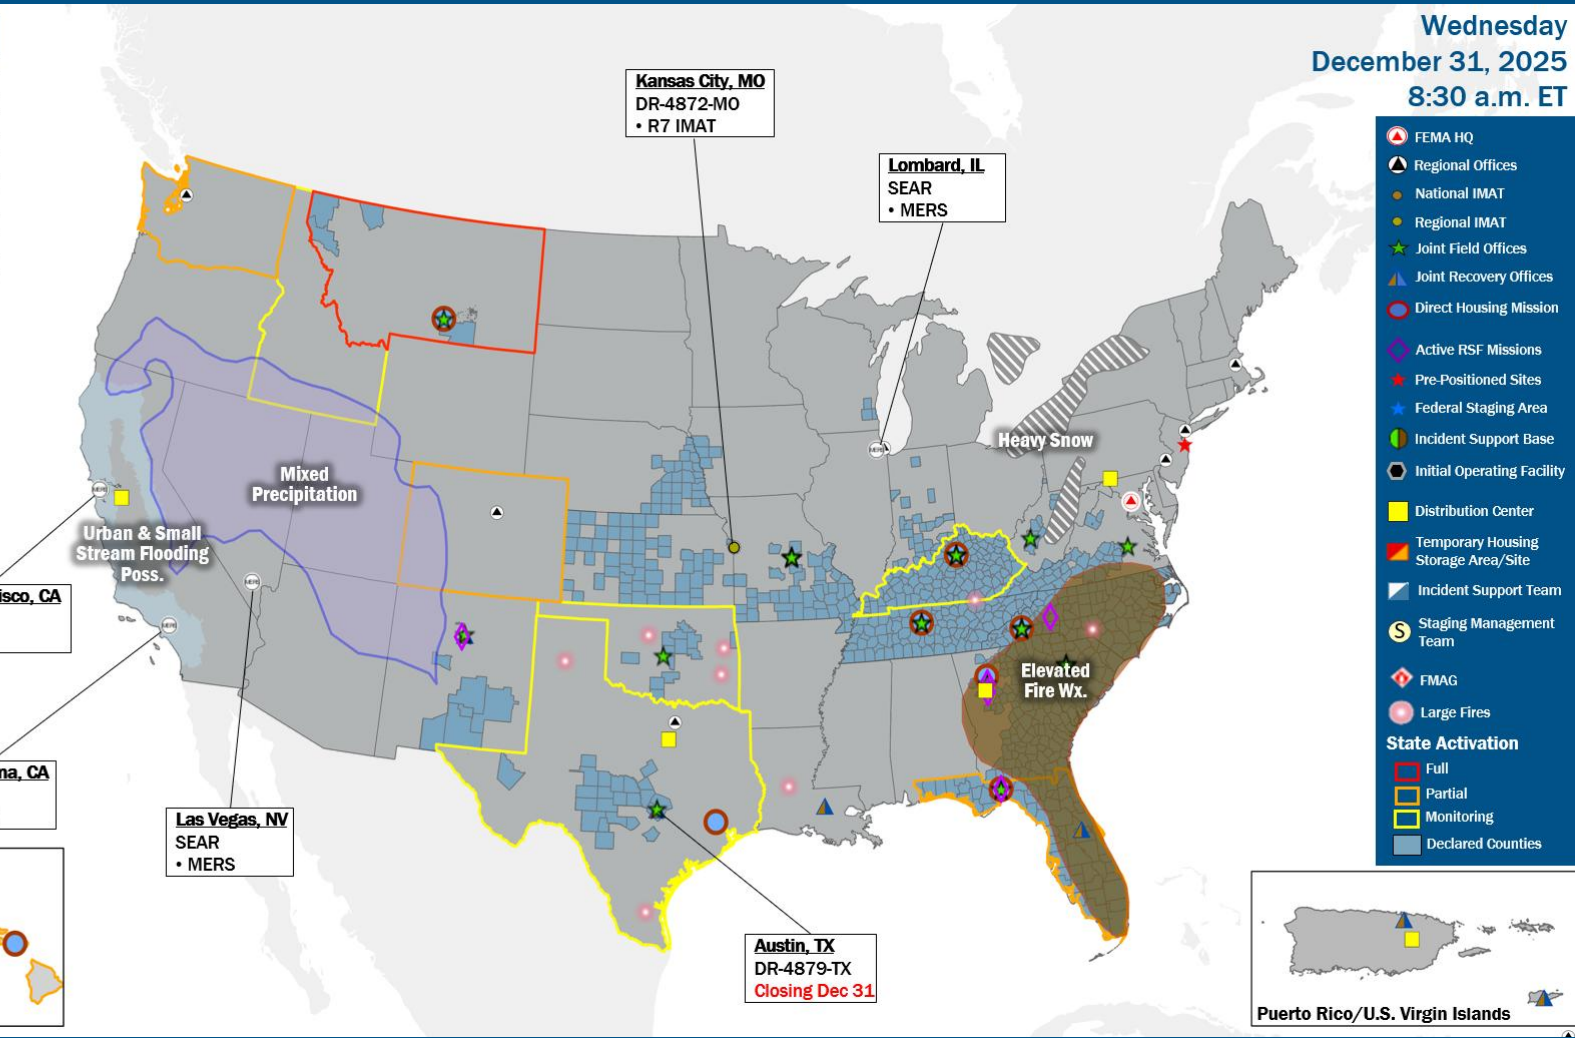 Wednesday
December 31, 2025
8:30 a.m. ET
Kansas City, MO
DR-4872-MO
• R7 IMAT
Lombard, IL
SEAR
• MERS
FEMA HQ
Regional Offices
National IMAT
Regional IMAT
Joint Field Offices
Joint Recovery Offices
Direct Housing Mission
Active RSF Missions
Pre-Positioned Sites
Federal Staging Area
Incident Support Base
Initial Operating Facility
Distribution Center
Temporary Housing
Storage Area/Site
Incident Support Team
S
Staging Management
Team
FMAG
Large Fires
State Activation
Full
Partial
Monitoring
Declared Counties
Heavy Snow
MERS
Mixed
Precipitation
MERS
Urban & Small
Stream Flooding
Poss.
MERS
isco, CA
MERS
Elevated
Fire Wx.
na, CA
Las Vegas, NV
SEAR
• MERS
Austin, TX
DR-4879-TX
Closing Dec 31
Puerto Rico/U.S. Virgin Islands